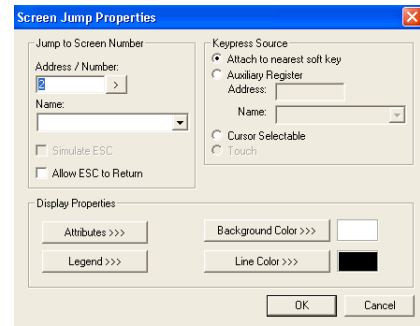 Screen Jump Properties
Jump to Screen Number
Address / Number:
2
>
Name:
Simulate ESC
Allow ESC to Return
Keypress Source
Attach to nearest soft key
Auxiliary Register
Address:
Name:
Cursor Selectable
Touch
Display Properties
Attributes >>>
Background Color >>>
Legend >>>
Line Color >>>
OK
Cancel